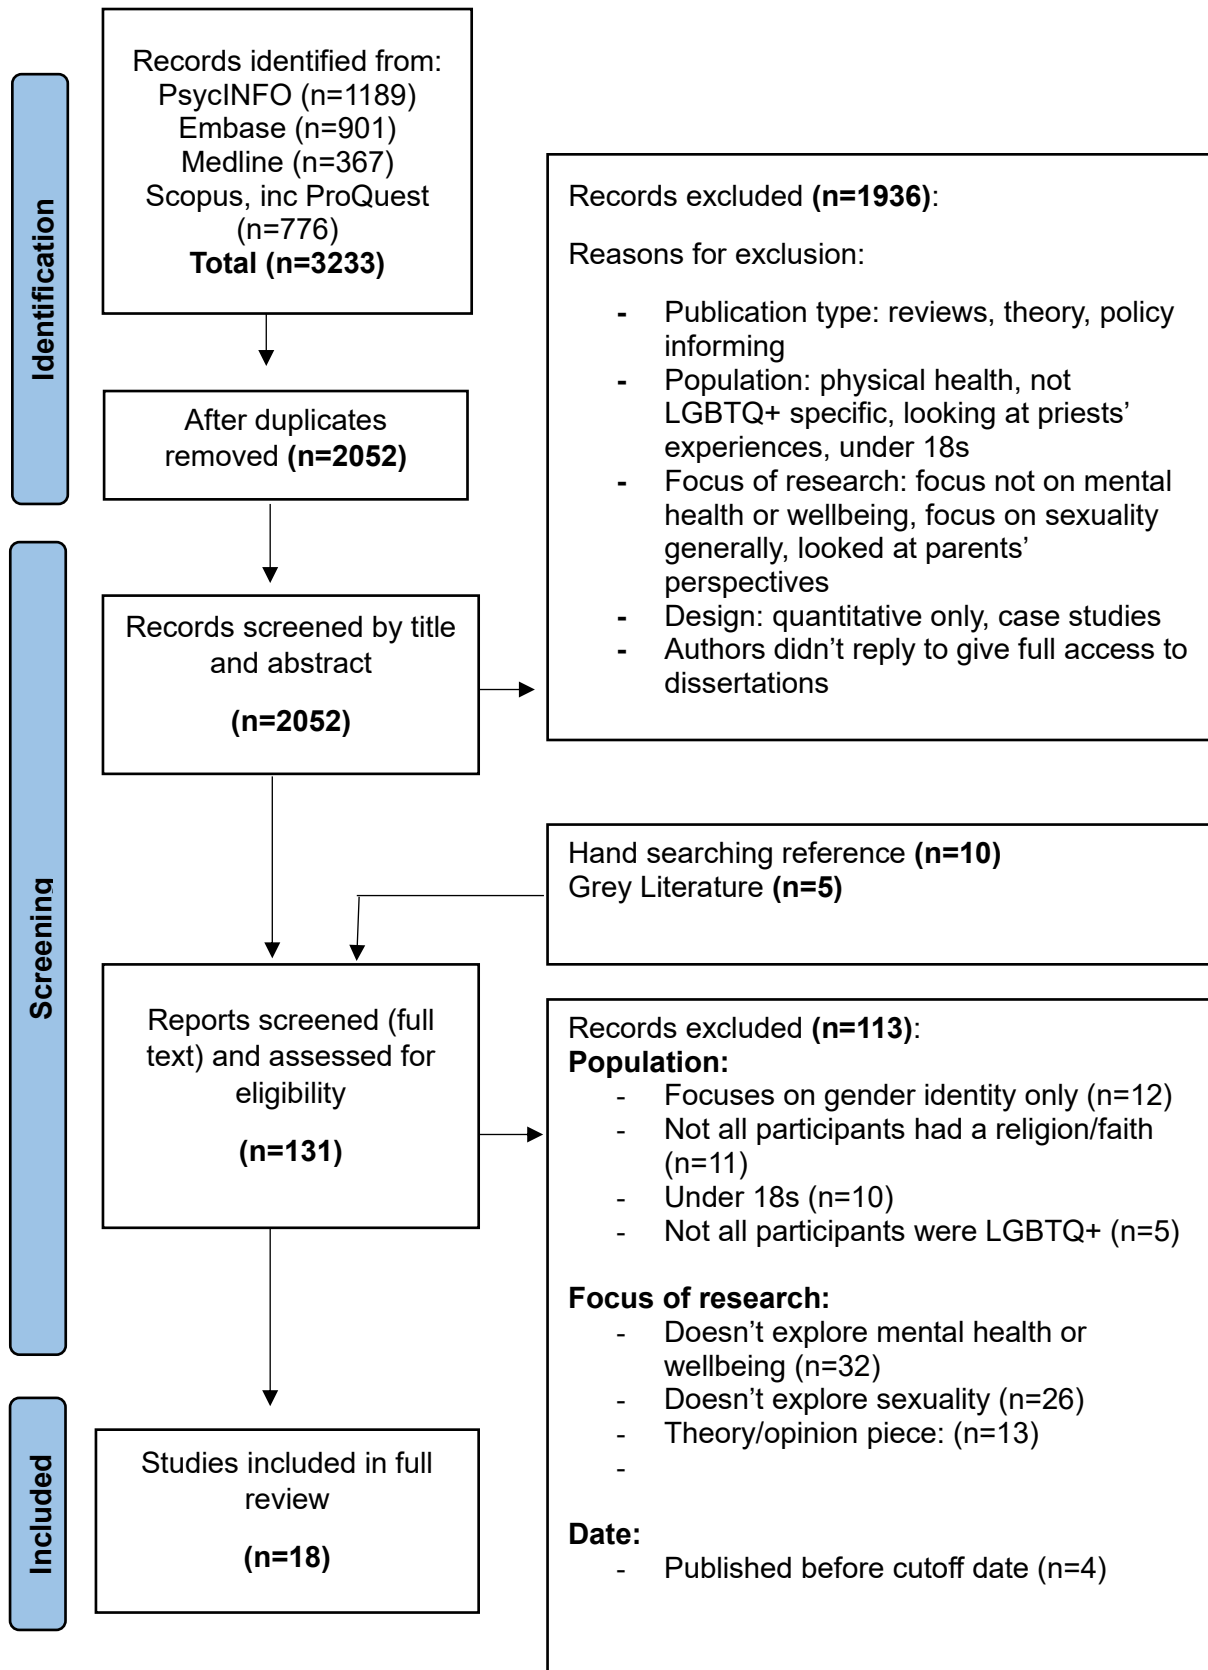 Identification
Records identified from:
PsycINFO (n=1189)
Embase (n=901)
Medline (n=367)
Scopus, inc ProQuest
(n=776)
Total (n=3233)
After duplicates
removed (n=2052)
Screening
Records screened by title
and abstract
(n=2052)
Records excluded (n=1936):
Reasons for exclusion:
- Publication type: reviews, theory, policy
informing
- Population: physical health, not
LGBTQ+ specific, looking at priests’
experiences, under 18s
- Focus of research: focus not on mental
health or wellbeing, focus on sexuality
generally, looked at parents’
perspectives
- Design: quantitative only, case studies
- Authors didn’t reply to give full access to
dissertations
Hand searching reference (n=10)
Grey Literature (n=5)
Reports screened (full
text) and assessed for
eligibility
(n=131)
Records excluded (n=113):
Population:
- Focuses on gender identity only (n=12)
- Not all participants had a religion/faith
(n=11)
- Under 18s (n=10)
- Not all participants were LGBTQ+ (n=5)
Focus of research:
- Doesn’t explore mental health or
wellbeing (n=32)
- Doesn’t explore sexuality (n=26)
- Theory/opinion piece: (n=13)
-
Date:
- Published before cutoff date (n=4)
Included
Studies included in full
review
(n=18)